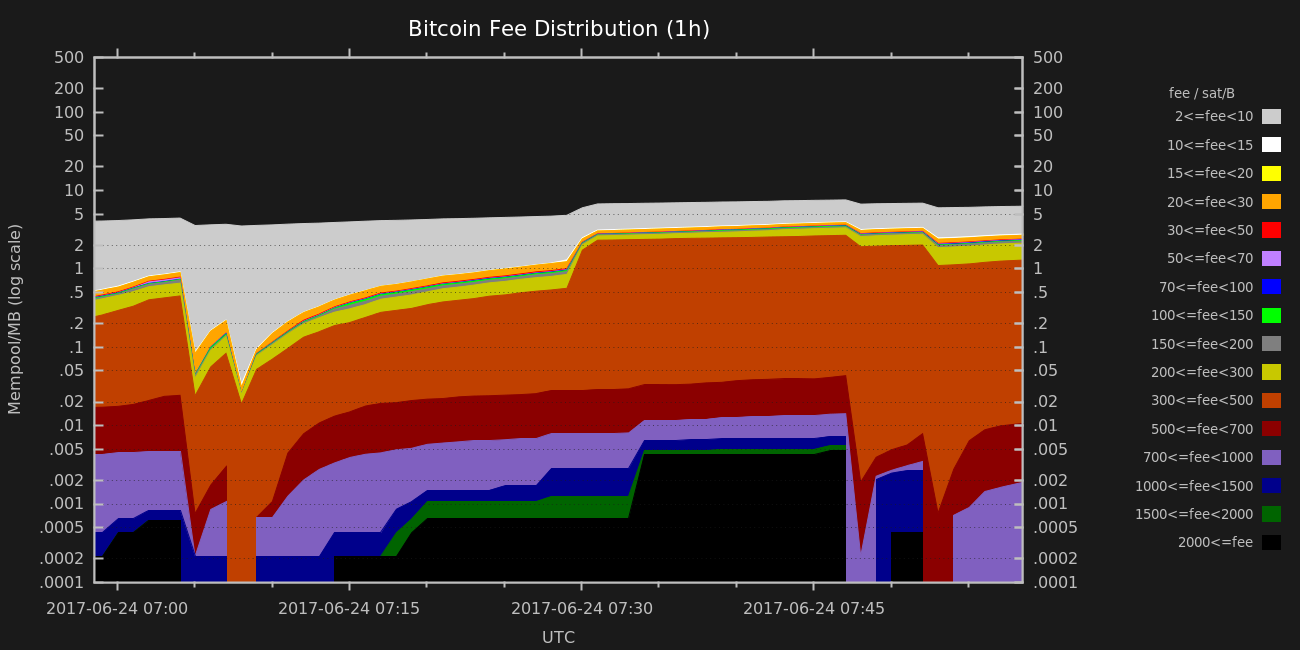 Bitcoin Fee Distribution (1h)
Mempool/MB (log scale)
500
200
100
50
20
10
5
2
1
.5
.2
.1
.05
.02
.01
.005
.002
.001
.0005
.0002
.0001
500
200
100
50
20
10
5
2
1
.5
.2
.1
.05
.02
.01
.005
.002
.001
.0005
.0002
.0001
2017-06-24 07:00
2017-06-24 07:15
2017-06-24 07:30
2017-06-24 07:45
UTC
fee / sat/B
2<=fee<10
10<=fee<15
15<=fee<20
20<=fee<30
30<=fee<50
50<=fee<70
70<=fee<100
100<=fee<150
150<=fee<200
200<=fee<300
300<=fee<500
500<=fee<700
700<=fee<1000
1000<=fee<1500
1500<=fee<2000
2000<=fee